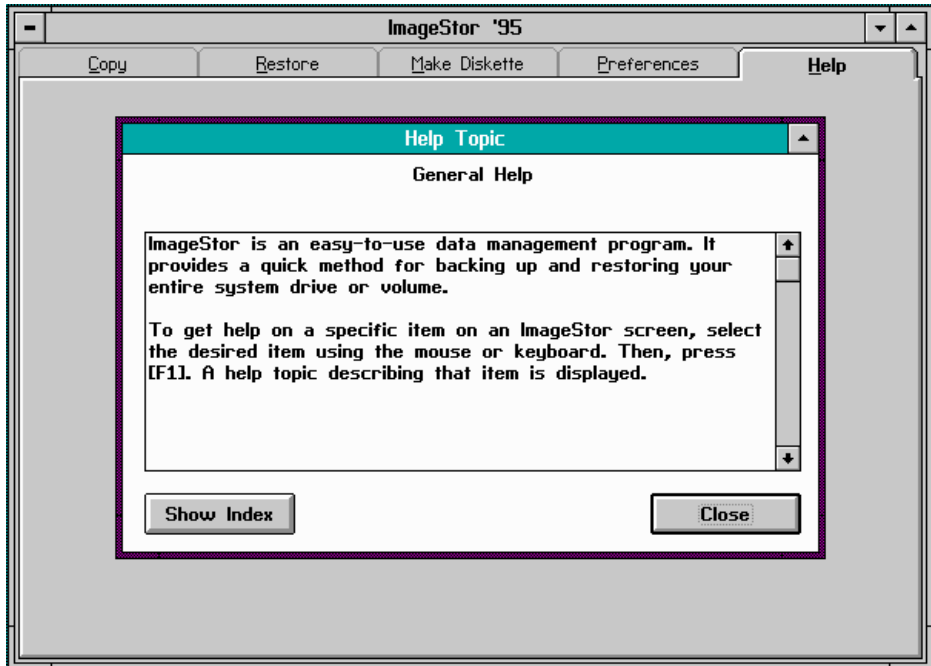 ImageStor '95
Copy Restore Make Diskette Preferences Help
Help Topic
General Help
ImageStor is an easy-to-use data management program. It
provides a quick method for backing up and restoring your
entire system drive or volume.
To get help on a specific item on an ImageStor screen, select
the desired item using the mouse or keyboard. Then, press
[F1]. A help topic describing that item is displayed.
Show Index Close